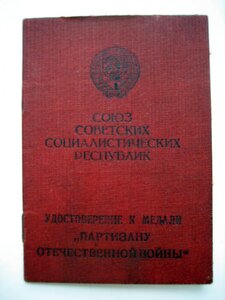 СОЮЗ
СОВЕТСКИХ
СОЦИАЛИСТИЧЕСКИХ
РЕСПУБЛИК
УДОСТОВЕРЕНИЕ К МЕДАЛИ
„ПАРТИЗАНУ
ОТЕЧЕСТВЕННОЙ ВОЙНЫ“